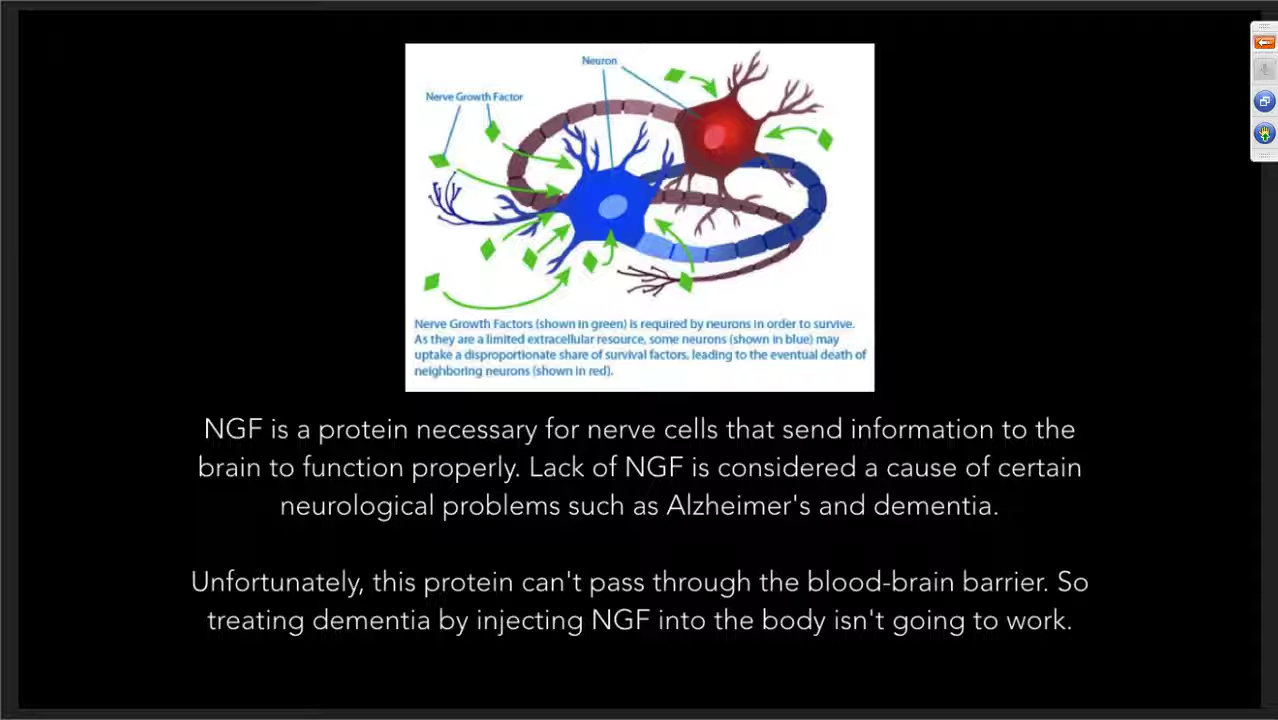 Neuron
Nerve Growth Factor
Nerve Growth Factors (shown in green) is required by neurons in order to survive.
As they are a limited extracellular resource, some neurons (shown in blue) may
uptake a disproportionate share of survival factors, leading to the eventual death of
neighboring neurons (shown in red).
NGF is a protein necessary for nerve cells that send information to the
brain to function properly. Lack of NGF is considered a cause of certain
neurological problems such as Alzheimer's and dementia.
Unfortunately, this protein can't pass through the blood-brain barrier. So
treating dementia by injecting NGF into the body isn't going to work.